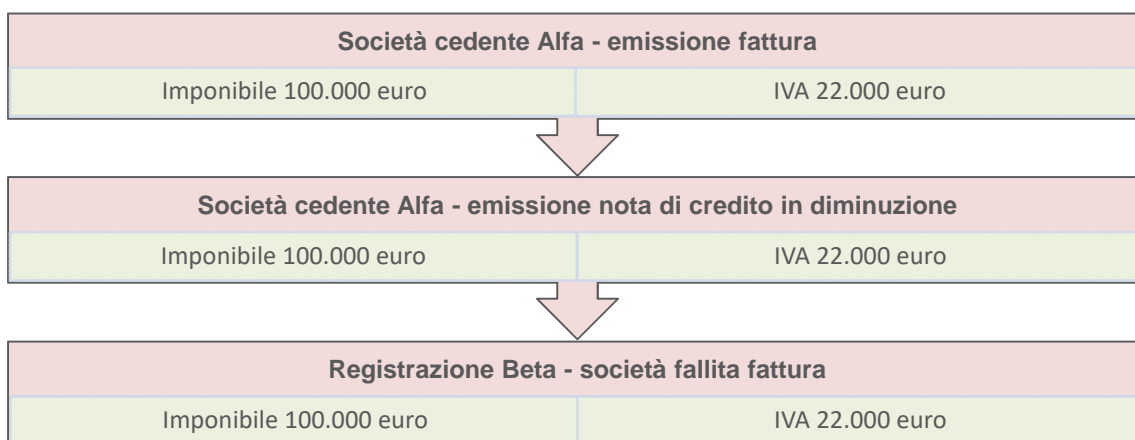 Società cedente Alfa - emissione fattura
Imponibile 100.000 euro IVA 22.000 euro
Società cedente Alfa - emissione nota di credito in diminuzione
Imponibile 100.000 euro IVA 22.000 euro
Registrazione Beta - società fallita fattura
Imponibile 100.000 euro IVA 22.000 euro